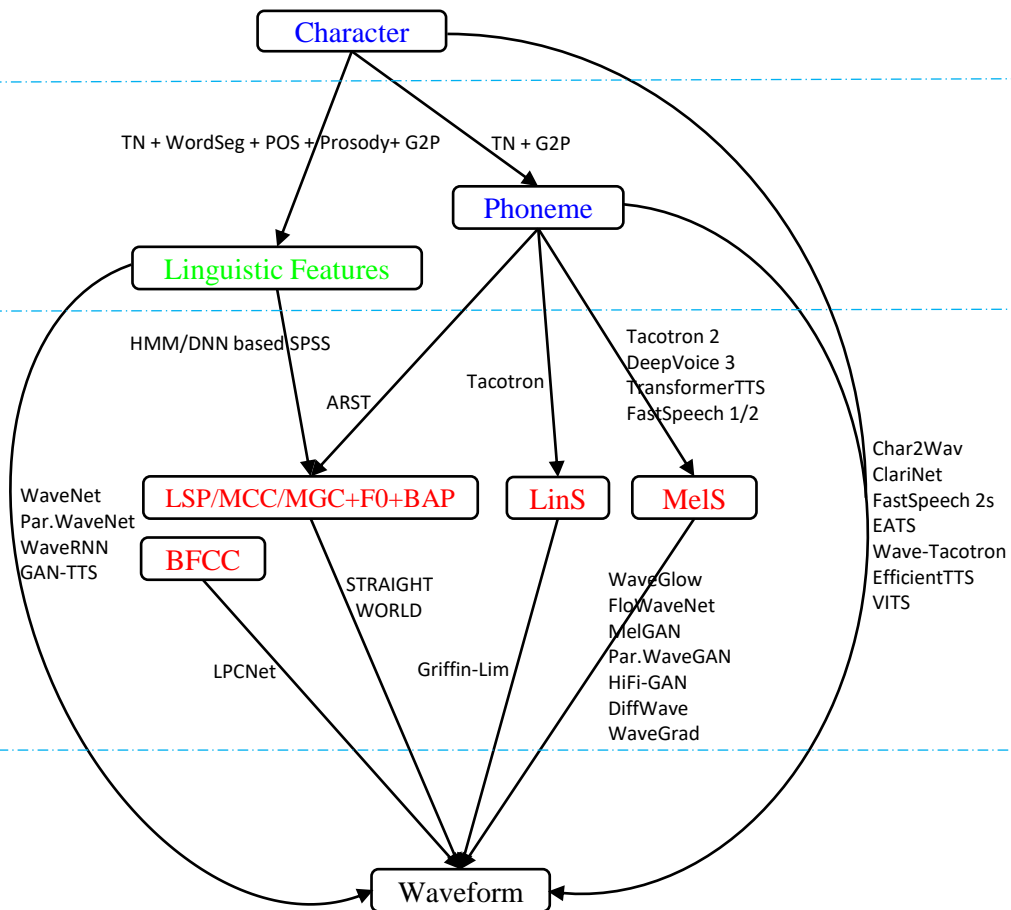 Character
TN + WordSeg + POS + Prosody+ G2P
TN + G2P
Phoneme
Linguistic Features
HMM/DNN based SPSS
ARST
Tacotron
Tacotron 2
DeepVoice 3
TransformerTTS
FastSpeech 1/2
Char2Wav
ClariNet
FastSpeech 2s
EATS
Wave-Tacotron
EfficientTTS
VITS
WaveNet
Par.WaveNet
WaveRNN
GAN-TTS
LSP/MCC/MGC+F0+BAP
LinS
MelS
BFCC
STRAIGHT
WORLD
LPCNet
Griffin-Lim
WaveGlow
FloWaveNet
MelGAN
Par.WaveGAN
HiFi-GAN
DiffWave
WaveGrad
Waveform